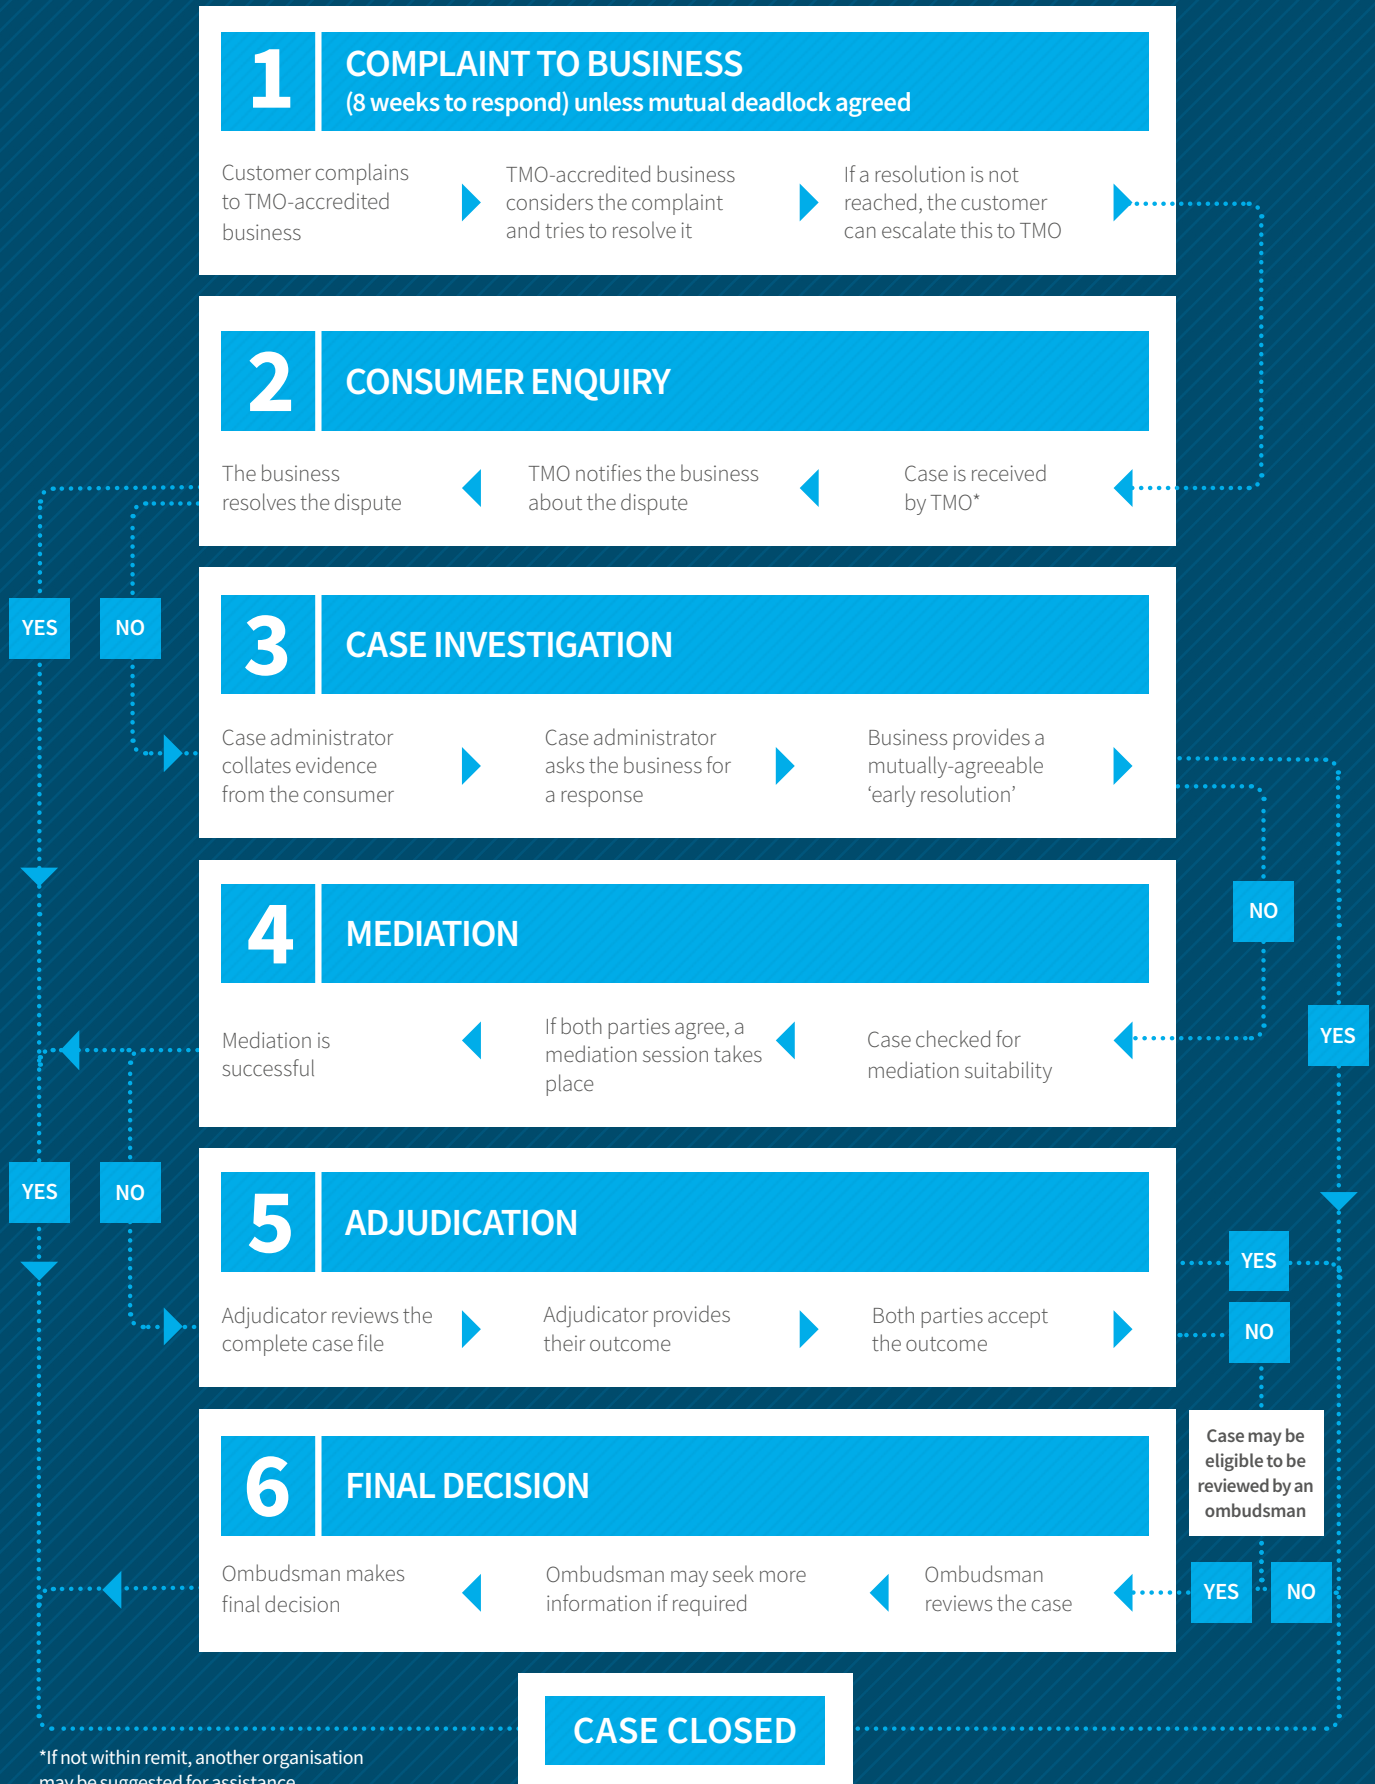 1
COMPLAINT TO BUSINESS
(8 weeks to respond) unless mutual deadlock agreed
Customer complains
to TMO-accredited
business
TMO-accredited business
considers the complaint
and tries to resolve it
If a resolution is not
reached, the customer
can escalate this to TMO
2
CONSUMER ENQUIRY
The business
resolves the dispute
TMO notifies the business
about the dispute
Case is received
by TMO*
YES
NO
3
CASE INVESTIGATION
Case administrator
collates evidence
from the consumer
Case administrator
asks the business for
a response
Business provides a
mutually-agreeable
‘early resolution’
NO
YES
4
MEDIATION
Mediation is
successful
If both parties agree, a
mediation session takes
place
Case checked for
mediation suitability
YES
NO
5
ADJUDICATION
Adjudicator reviews the
complete case file
Adjudicator provides
their outcome
Both parties accept
the outcome
YES
NO
Case may be
eligible to be
reviewed by an
ombudsman
YES
NO
6
FINAL DECISION
Ombudsman makes
final decision
Ombudsman may seek more
information if required
Ombudsman
reviews the case
CASE CLOSED
*If not within remit, another organisation
may be suggested for assistance